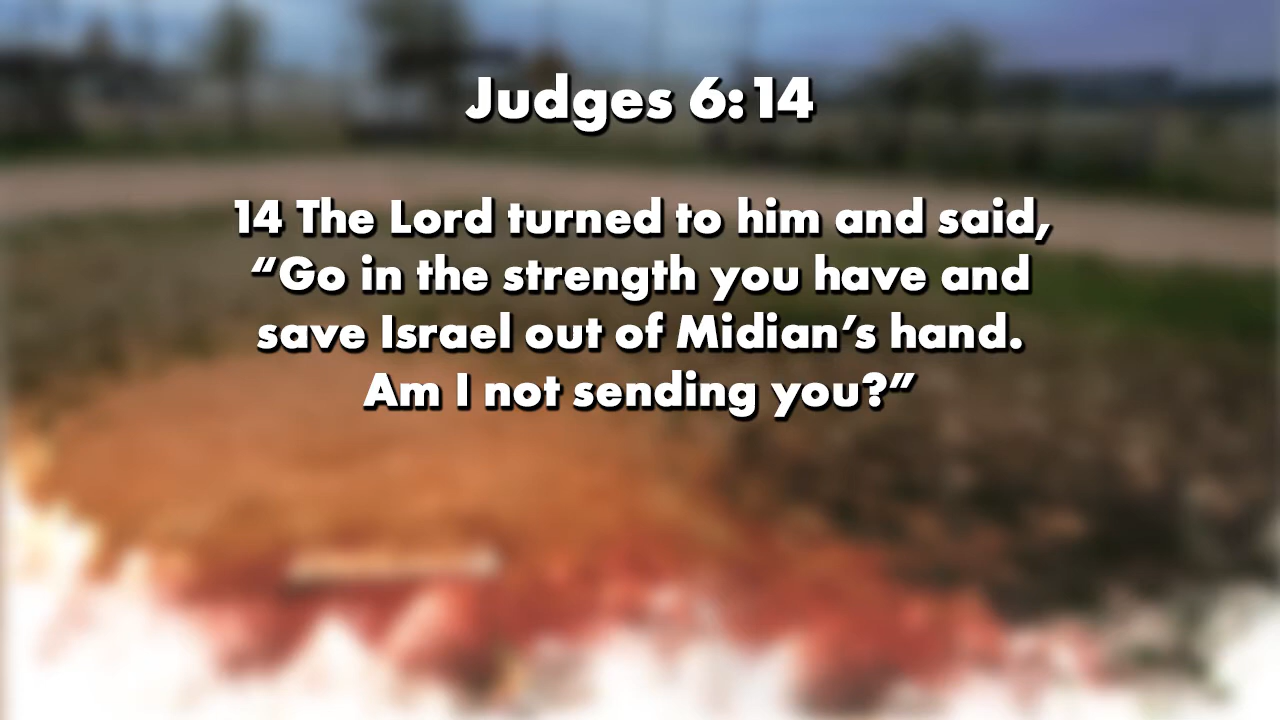 Judges 6:14
14 The Lord turned to him and said,
“Go in the strength you have and
save Israel out of Midian’s hand.
Am I not sending you?”